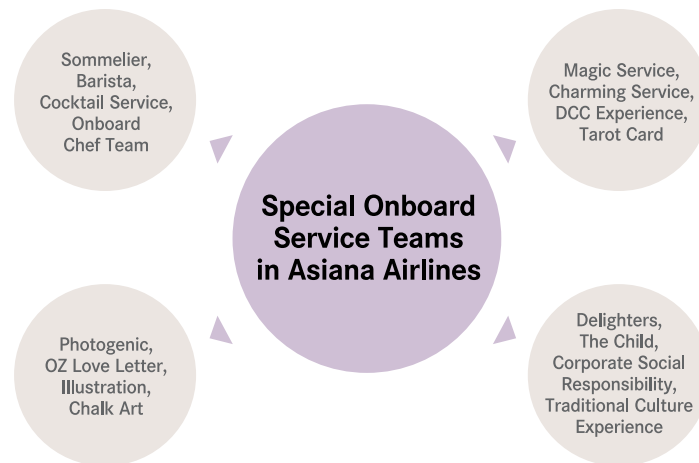 Sommelier,
Barista,
Cocktail Service,
Onboard
Chef Team
Magic Service,
Charming Service,
DCC Experience,
Tarot Card
Special Onboard
Service Teams
in Asiana Airlines
Photogenic,
OZ Love Letter,
Illustration,
Chalk Art
Delighters,
The Child,
Corporate Social
Responsibility,
Traditional Culture
Experience